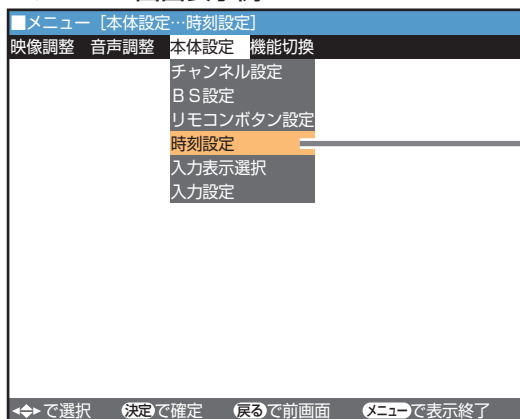 ■メニュー［本体設定…時刻設定］
映像調整 音声調整 本体設定 機能切換
チャンネル設定
ＢＳ設定
リモコンボタン設定
時刻設定
入力表示選択
入力設定
で選択 決定で確定 戻るで前画面 メニューで表示終了